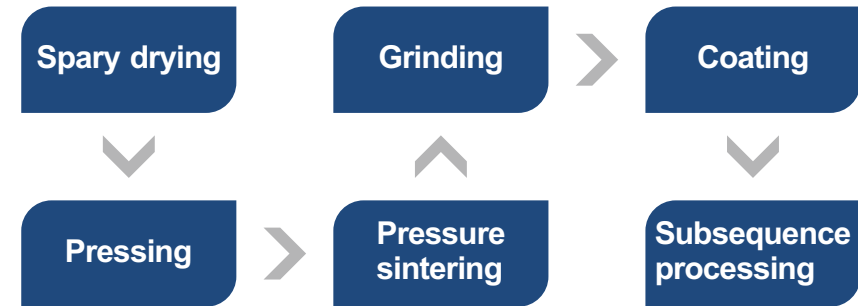 Spary drying
Grinding
Coating
Pressing
Pressure
sintering
Subsequence
processing